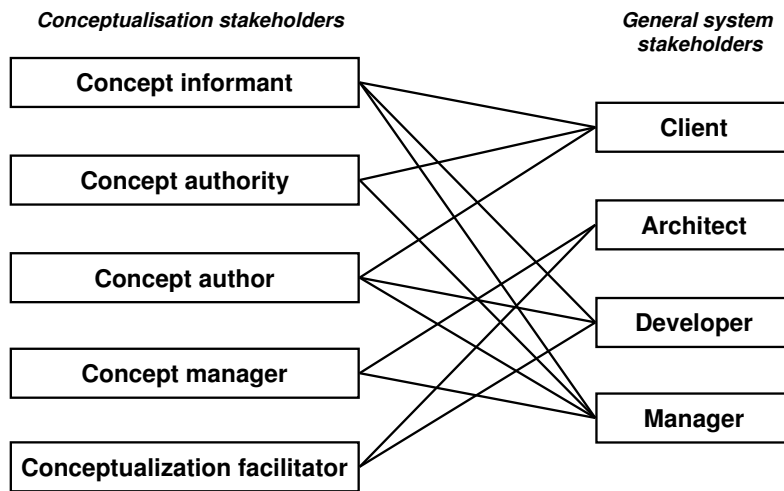 Conceptualisation stakeholders
General system
stakeholders
Concept informant
Concept authority
Concept author
Concept manager
Conceptualization facilitator
Client
Architect
Developer
Manager